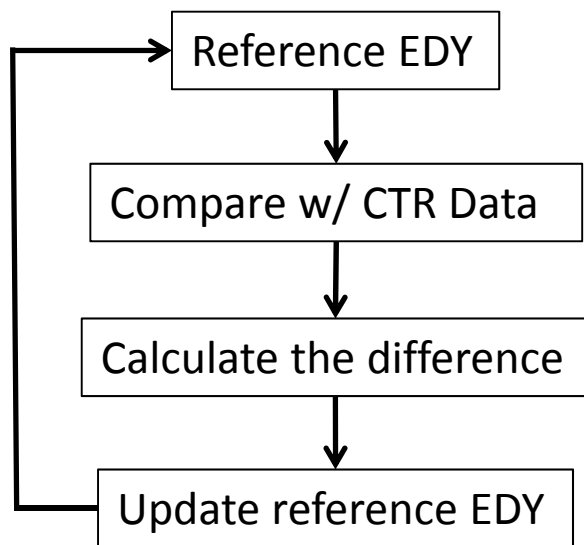 Reference EDY
Compare w/ CTR Data
Calculate the difference
Update reference EDY